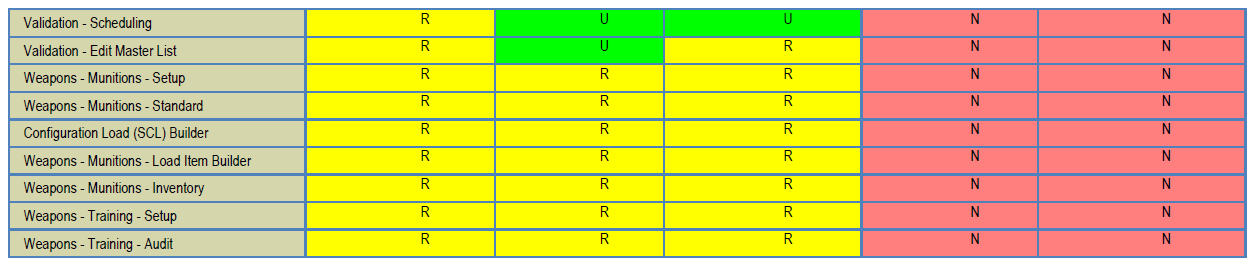 Validation - Scheduling R U U N N
Validation - Edit Master List R U R N N
Weapons - Munitions - Setup R R R N N
Weapons - Munitions - Standard R R R N N
Configuration Load (SCL) Builder R R R N N
Weapons - Munitions - Load Item Builder R R R N N
Weapons - Munitions - Inventory R R R N N
Weapons - Training - Setup R R R N N
Weapons - Training - Audit R R R N N